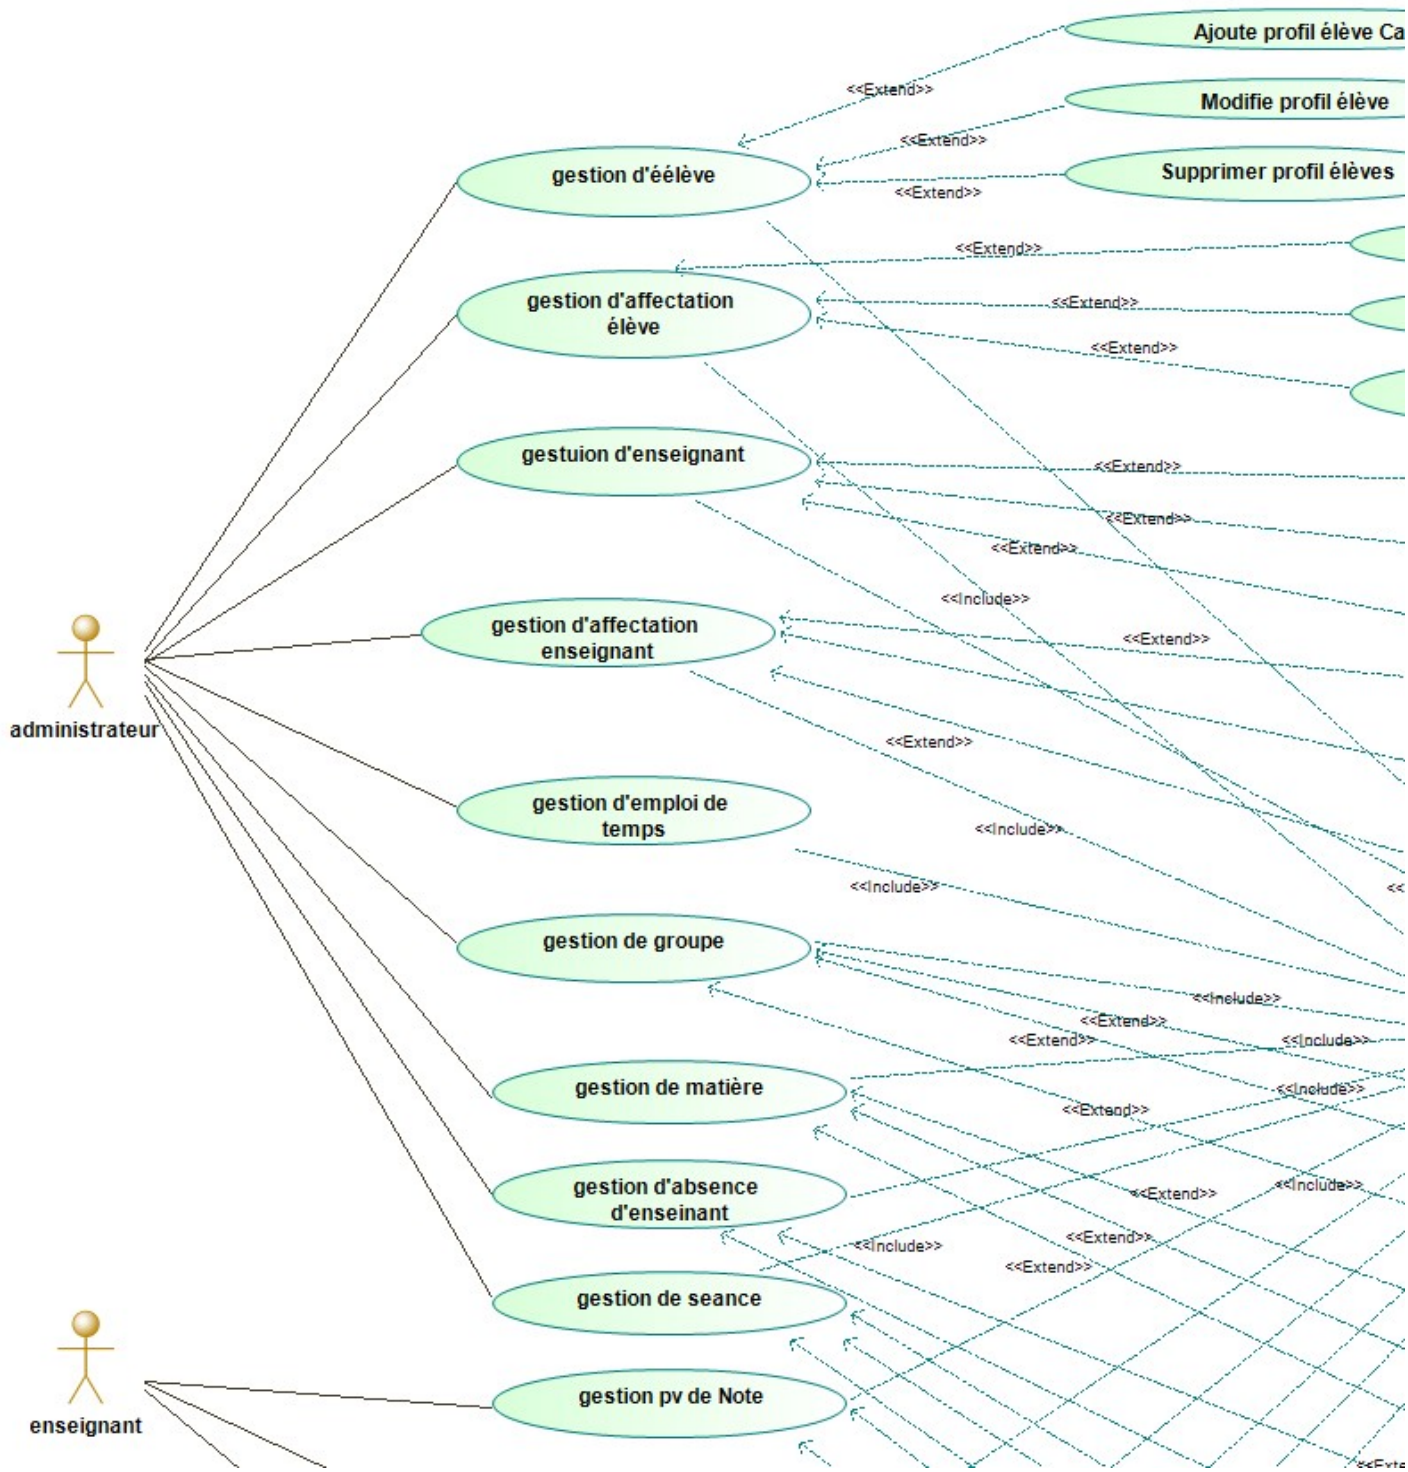 Ajoute profil élève Ca
<<Extend>>
Modifie profil élève
<<Extend>>
gestion d'éélève
Supprimer profil élèves
<<Extend>>
<<Extend>>
gestion d'affectation
élève
<<Extend>>
<<Extend>>
gestuion d'enseignant
<<Extend>>
<<Extend>>
<<Extend>>
<<Include>>
gestion d'affectation
enseignant
<<Extend>>
administrateur
<<Extend>>
gestion d'emploi de
temps
<<Include>>
<<Include>>
<<
gestion de groupe
<<Include>>
<<Extend>>
<<Extend>>
<<Include>>
gestion de matière
<<Include>>
<<Extend>>
gestion d'absence
d'enseinant
<<Include>>
<<Extend>>
<<Extend>>
<<Include>>
<<Extend>>
gestion de seance
gestion pv de Note
enseignant
<<Exte